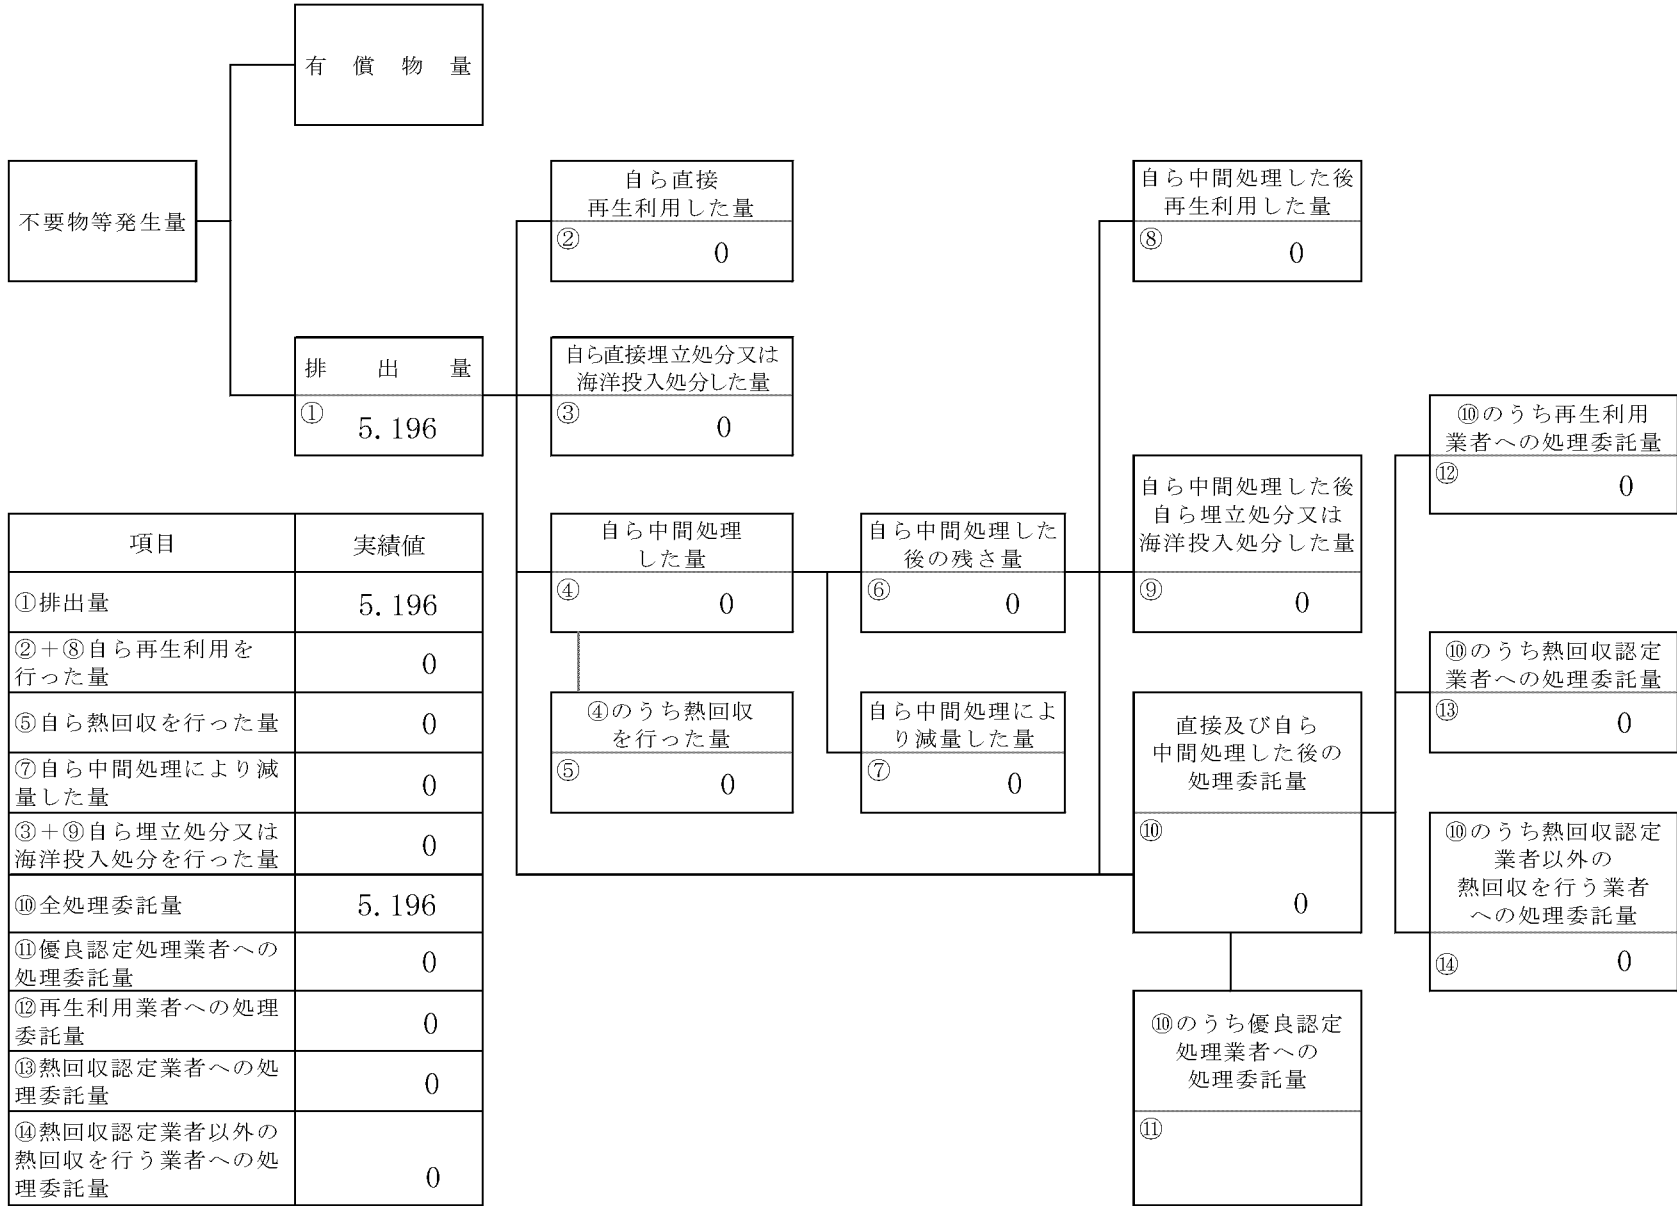 有償物量
不要物等発生量
自ら直接
再生利用した量
② 0
自ら中間処理した後
再生利用した量
⑧ 0
排出量
① 5.196
自ら直接埋立処分又は
海洋投入処分した量
③ 0
⑩のうち再生利用
業者への処理委託量
⑫ 0
自ら中間処理した後
自ら埋立処分又は
海洋投入処分した量
⑨ 0
自ら中間処理
した量
④ 0
自ら中間処理した
後の残さ量
⑥ 0
④のうち熱回収
を行った量
⑤ 0
自ら中間処理によ
り減量した量
⑦ 0
直接及び自ら
中間処理した後の
処理委託量
⑩
0
⑩のうち熱回収認定
業者への処理委託量
⑬ 0
⑩のうち熱回収認定
業者以外の
熱回収を行う業者
への処理委託量
⑭ 0
⑩のうち優良認定
処理業者への
処理委託量
⑪
項目 実績値
①排出量 5.196
②+⑧自ら再生利用を
行った量 0
⑤自ら熱回収を行った量 0
⑦自ら中間処理により減
量した量 0
③+⑨自ら埋立処分又は
海洋投入処分を行った量 0
⑩全処理委託量 5.196
⑪優良認定処理業者への
処理委託量 0
⑫再生利用業者への処理
委託量 0
⑬熱回収認定業者への処
理委託量 0
⑭熱回収認定業者以外の
熱回収を行う業者への処
理委託量 0